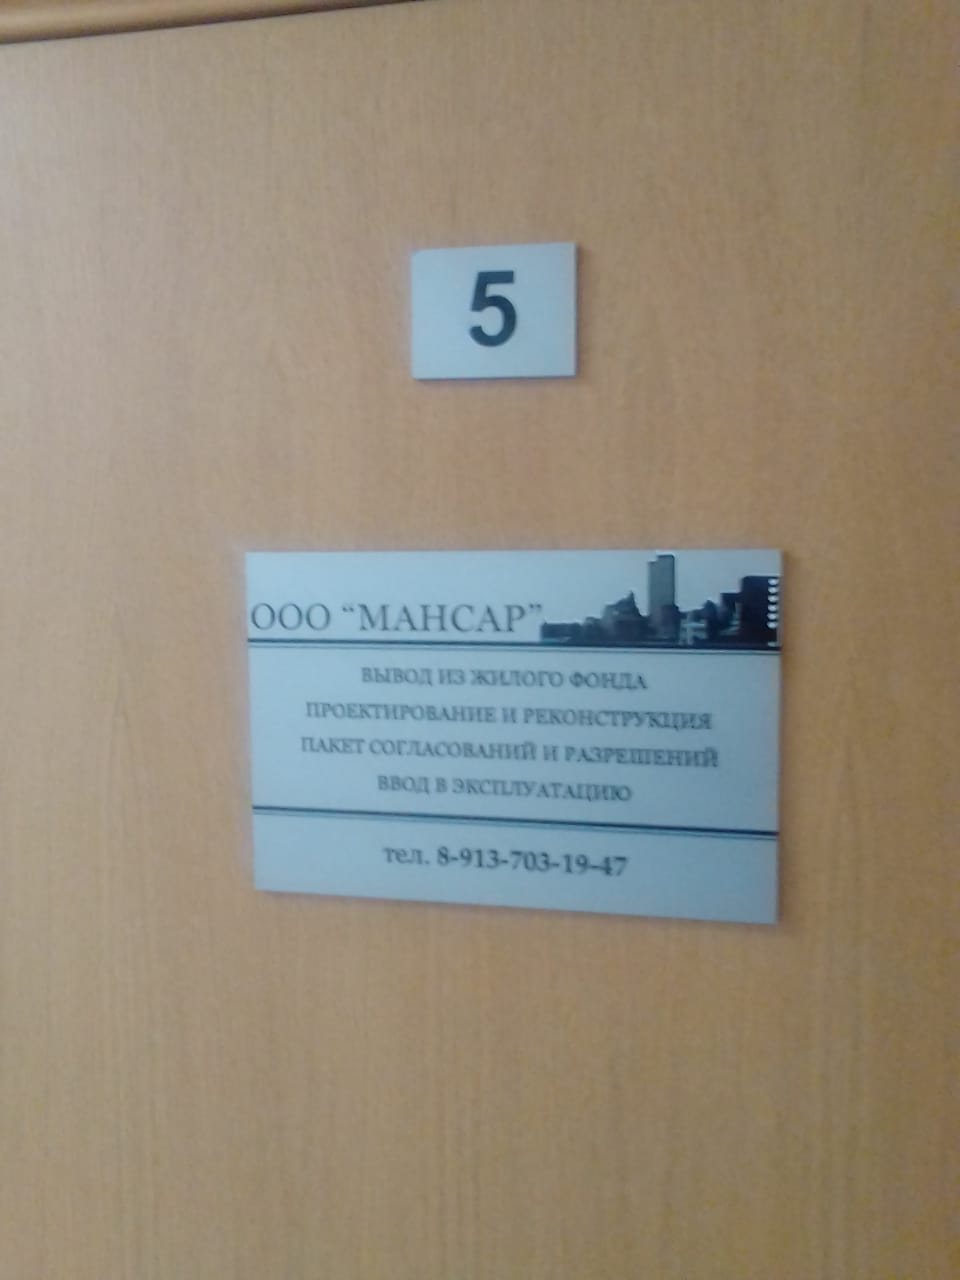 5
ООО “МАНСАР”
ВЫВОД ИЗ ЖИЛОГО ФОНДА
ПРОЕКТИРОВАНИЕ И РЕКОНСТРУКЦИЯ
ПАКЕТ СОГЛАСОВАНИЙ И РАЗРЕШЕНИЙ
ВВОД В ЭКСПЛУАТАЦИЮ
тел. 8-913-703-19-47